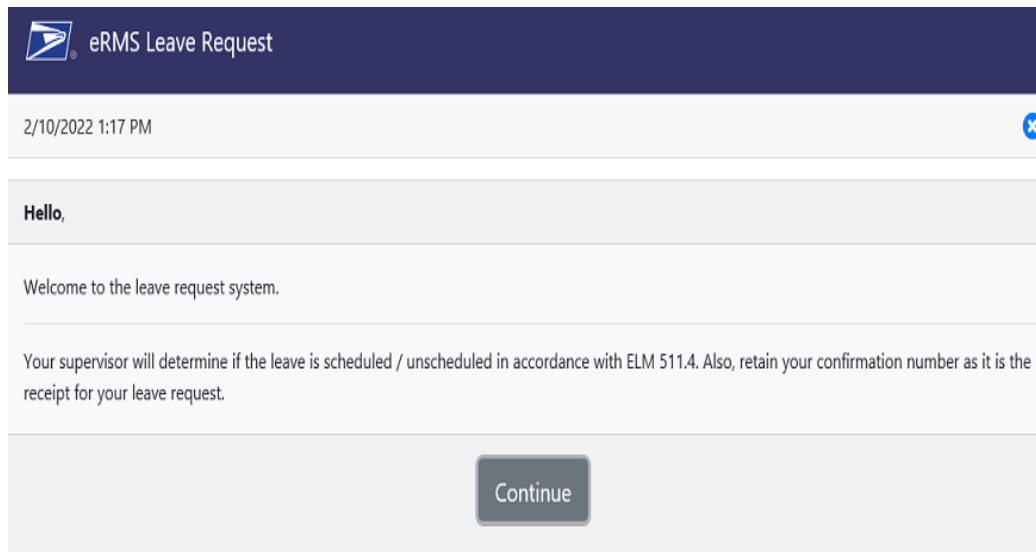 eRMS Leave Request
2/10/2022 1:17 PM
Hello,
Welcome to the leave request system.
Your supervisor will determine if the leave is scheduled / unscheduled in accordance with ELM 511.4. Also, retain your confirmation number as it is the
receipt for your leave request.
Continue